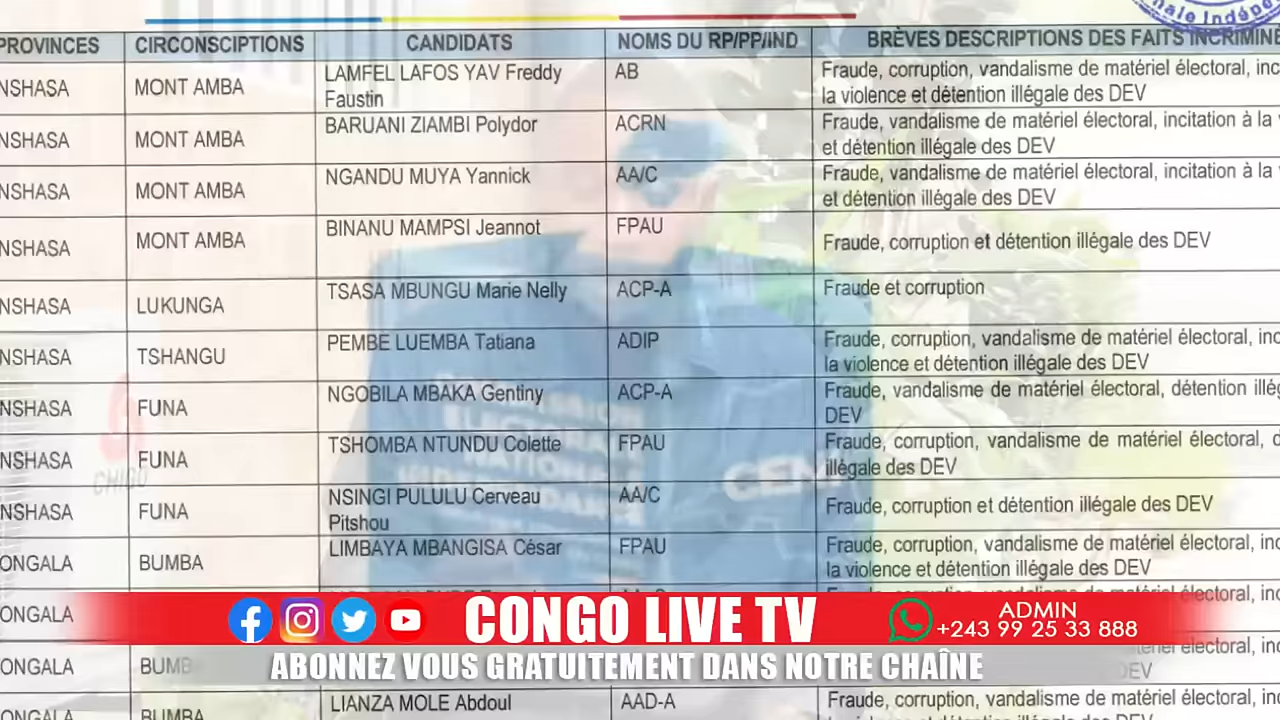 nale Indépe
PROVINCES CIRCONSCIPTIONS CANDIDATS NOMS DU RP/PP/IND BRÈVES DESCRIPTIONS DES FAITS INCRIMINÉ
NSHASA MONT AMBA LAMFEL LAFOS YAV Freddy AB Fraude, corruption, vandalisme de matériel électoral, inc
Faustin la violence et détention illégale des DEV
NSHASA MONT AMBA BARUANI ZIAMBI Polydor ACRN Fraude, vandalisme de matériel électoral, incitation à la
et détention illégale des DEV
NSHASA MONT AMBA NGANDU MUYA Yannick AA/C Fraude, vandalisme de matériel électoral, incitation à la
et détention illégale des DEV
NSHASA MONT AMBA BINANU MAMPSI Jeannot FPAU Fraude, corruption et détention illégale des DEV
NSHASA LUKUNGA TSASA MBUNGU Marie Nelly ACP-A Fraude et corruption
NSHASA TSHANGU PEMBE LUEMBA Tatiana ADIP Fraude, corruption, vandalisme de matériel électoral, inc
la violence et détention illégale des DEV
NSHASA FUNA NGOBILA MBAKA Gentiny ACP-A Fraude, vandalisme de matériel électoral, détention illég
DEV
NSHASA FUNA TSHOMBA NTUNDU Colette FPAU Fraude, corruption, vandalisme de matériel électoral, d
illégale des DEV
NSHASA FUNA NSINGI PULULU Cerveau AA/C Fraude, corruption et détention illégale des DEV
Pitshou
ONGALA BUMBA LIMBAYA MBANGISA César FPAU Fraude, corruption, vandalisme de matériel électoral, inc
la violence et détention illégale des DEV
ONGALA
ONGALA BUMB
DEV
ONGALA BUMBA LIANZA MOLE Abdoul AAD-A Fraude, corruption, vandalisme de matériel électoral, inc
CHIGO
ELECTORALE
NATIONALE
CENI
CONGO LIVE TV
ADMIN
+243 99 25 33 888
ABONNEZ VOUS GRATUITEMENT DANS NOTRE CHAÎNE